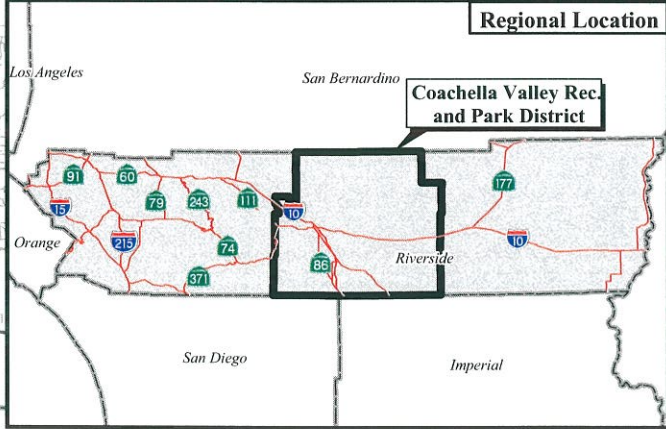 Regional Location
Los Angeles
San Bernardino
Coachella Valley Rec.
and Park District
91
60
79
243
111
10
177
15
Orange
215
74
371
86
Riverside
10
San Diego
Imperial